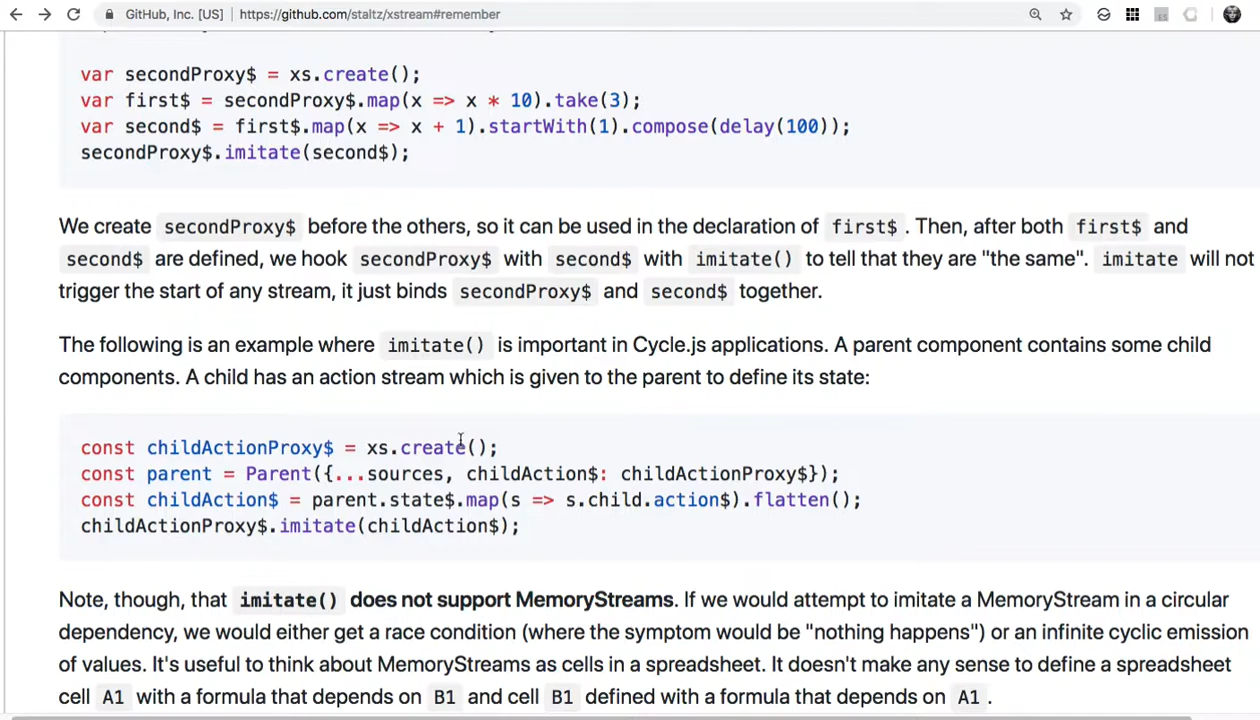 GitHub, Inc. [US] | https://github.com/staltz/xstream#remember
var secondProxy$ = xs.create();
var first$ = secondProxy$.map(x => x * 10).take(3);
var second$ = first$.map(x => x + 1).startWith(1).compose(delay(100));
secondProxy$.imitate(second$);
We create secondProxy$ before the others, so it can be used in the declaration of first$ . Then, after both first$ and
second$ are defined, we hook secondProxy$ with second$ with imitate() to tell that they are "the same". imitate will not
trigger the start of any stream, it just binds secondProxy$ and second$ together.
The following is an example where imitate() is important in Cycle.js applications. A parent component contains some child
components. A child has an action stream which is given to the parent to define its state:
const childActionProxy$ = xs.create();
const parent = Parent({...sources, childAction$: childActionProxy$});
const childAction$ = parent.state$.map(s => s.child.action$).flatten();
childActionProxy$.imitate(childAction$);
Note, though, that imitate() does not support MemoryStreams. If we would attempt to imitate a MemoryStream in a circular
dependency, we would either get a race condition (where the symptom would be "nothing happens") or an infinite cyclic emission
of values. It's useful to think about MemoryStreams as cells in a spreadsheet. It doesn't make any sense to define a spreadsheet
cell A1 with a formula that depends on B1 and cell B1 defined with a formula that depends on A1 .